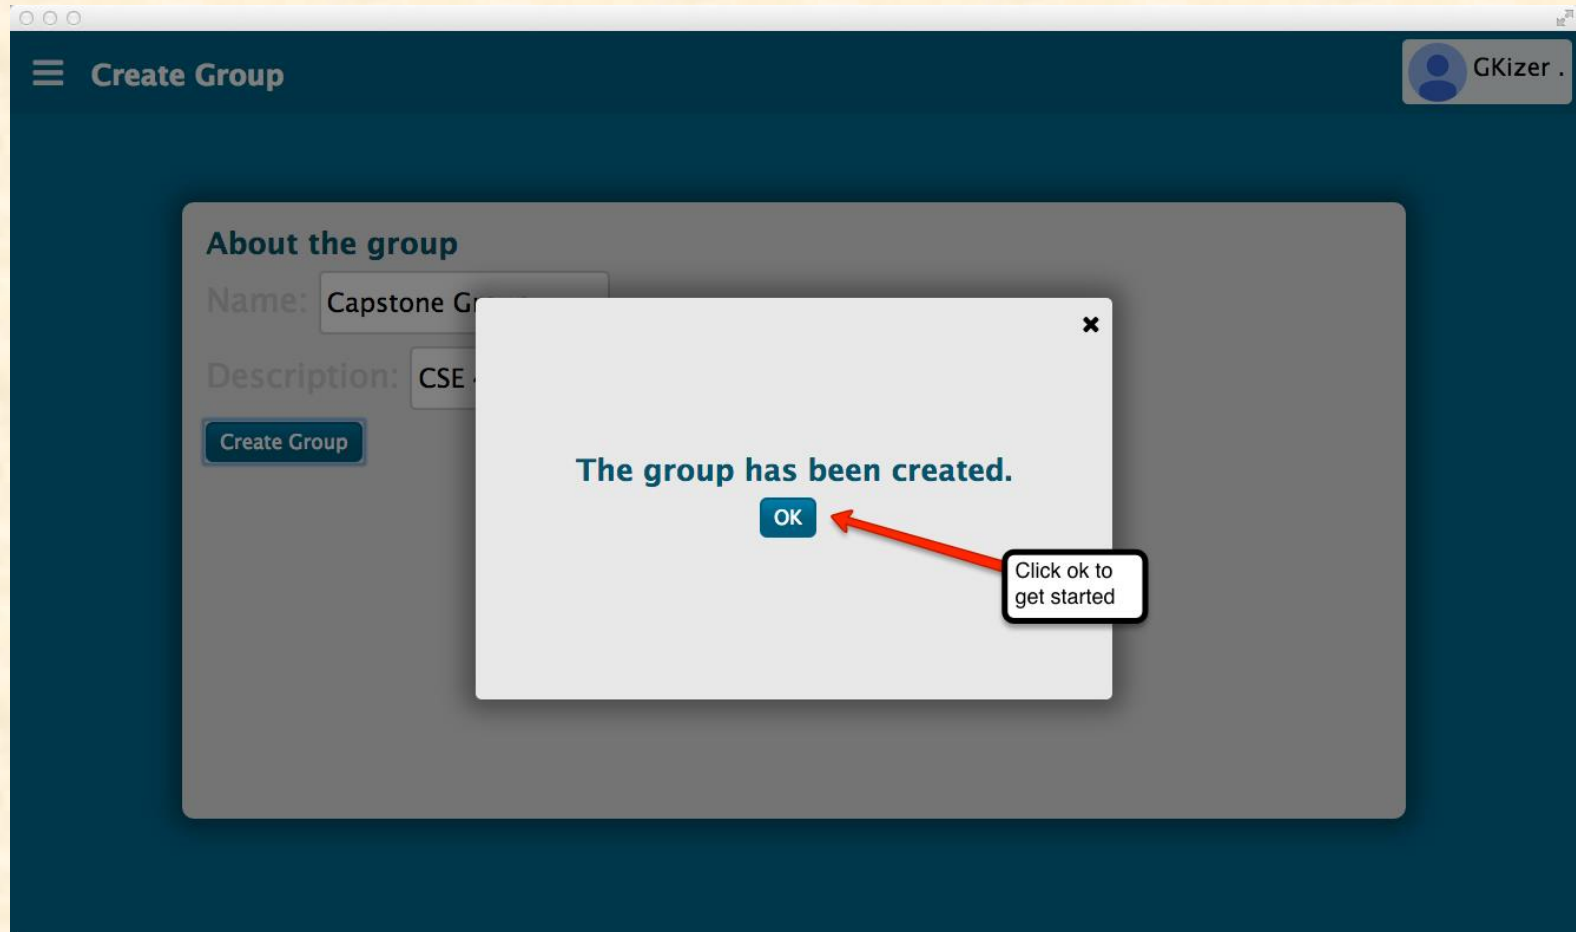 Create Group
GKizer .
About the group
Name: Capstone
Description: CSE
Create Group
The group has been created.
OK
Click ok to
get started